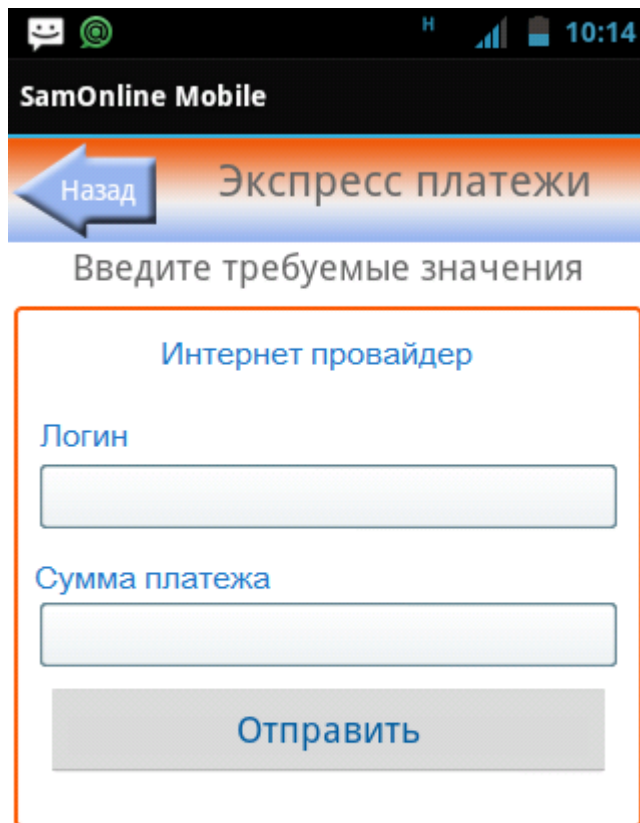 H 10:14
SamOnline Mobile
Назад Экспресс платежи
Введите требуемые значения
Интернет провайдер
Логин
Сумма платежа
Отправить